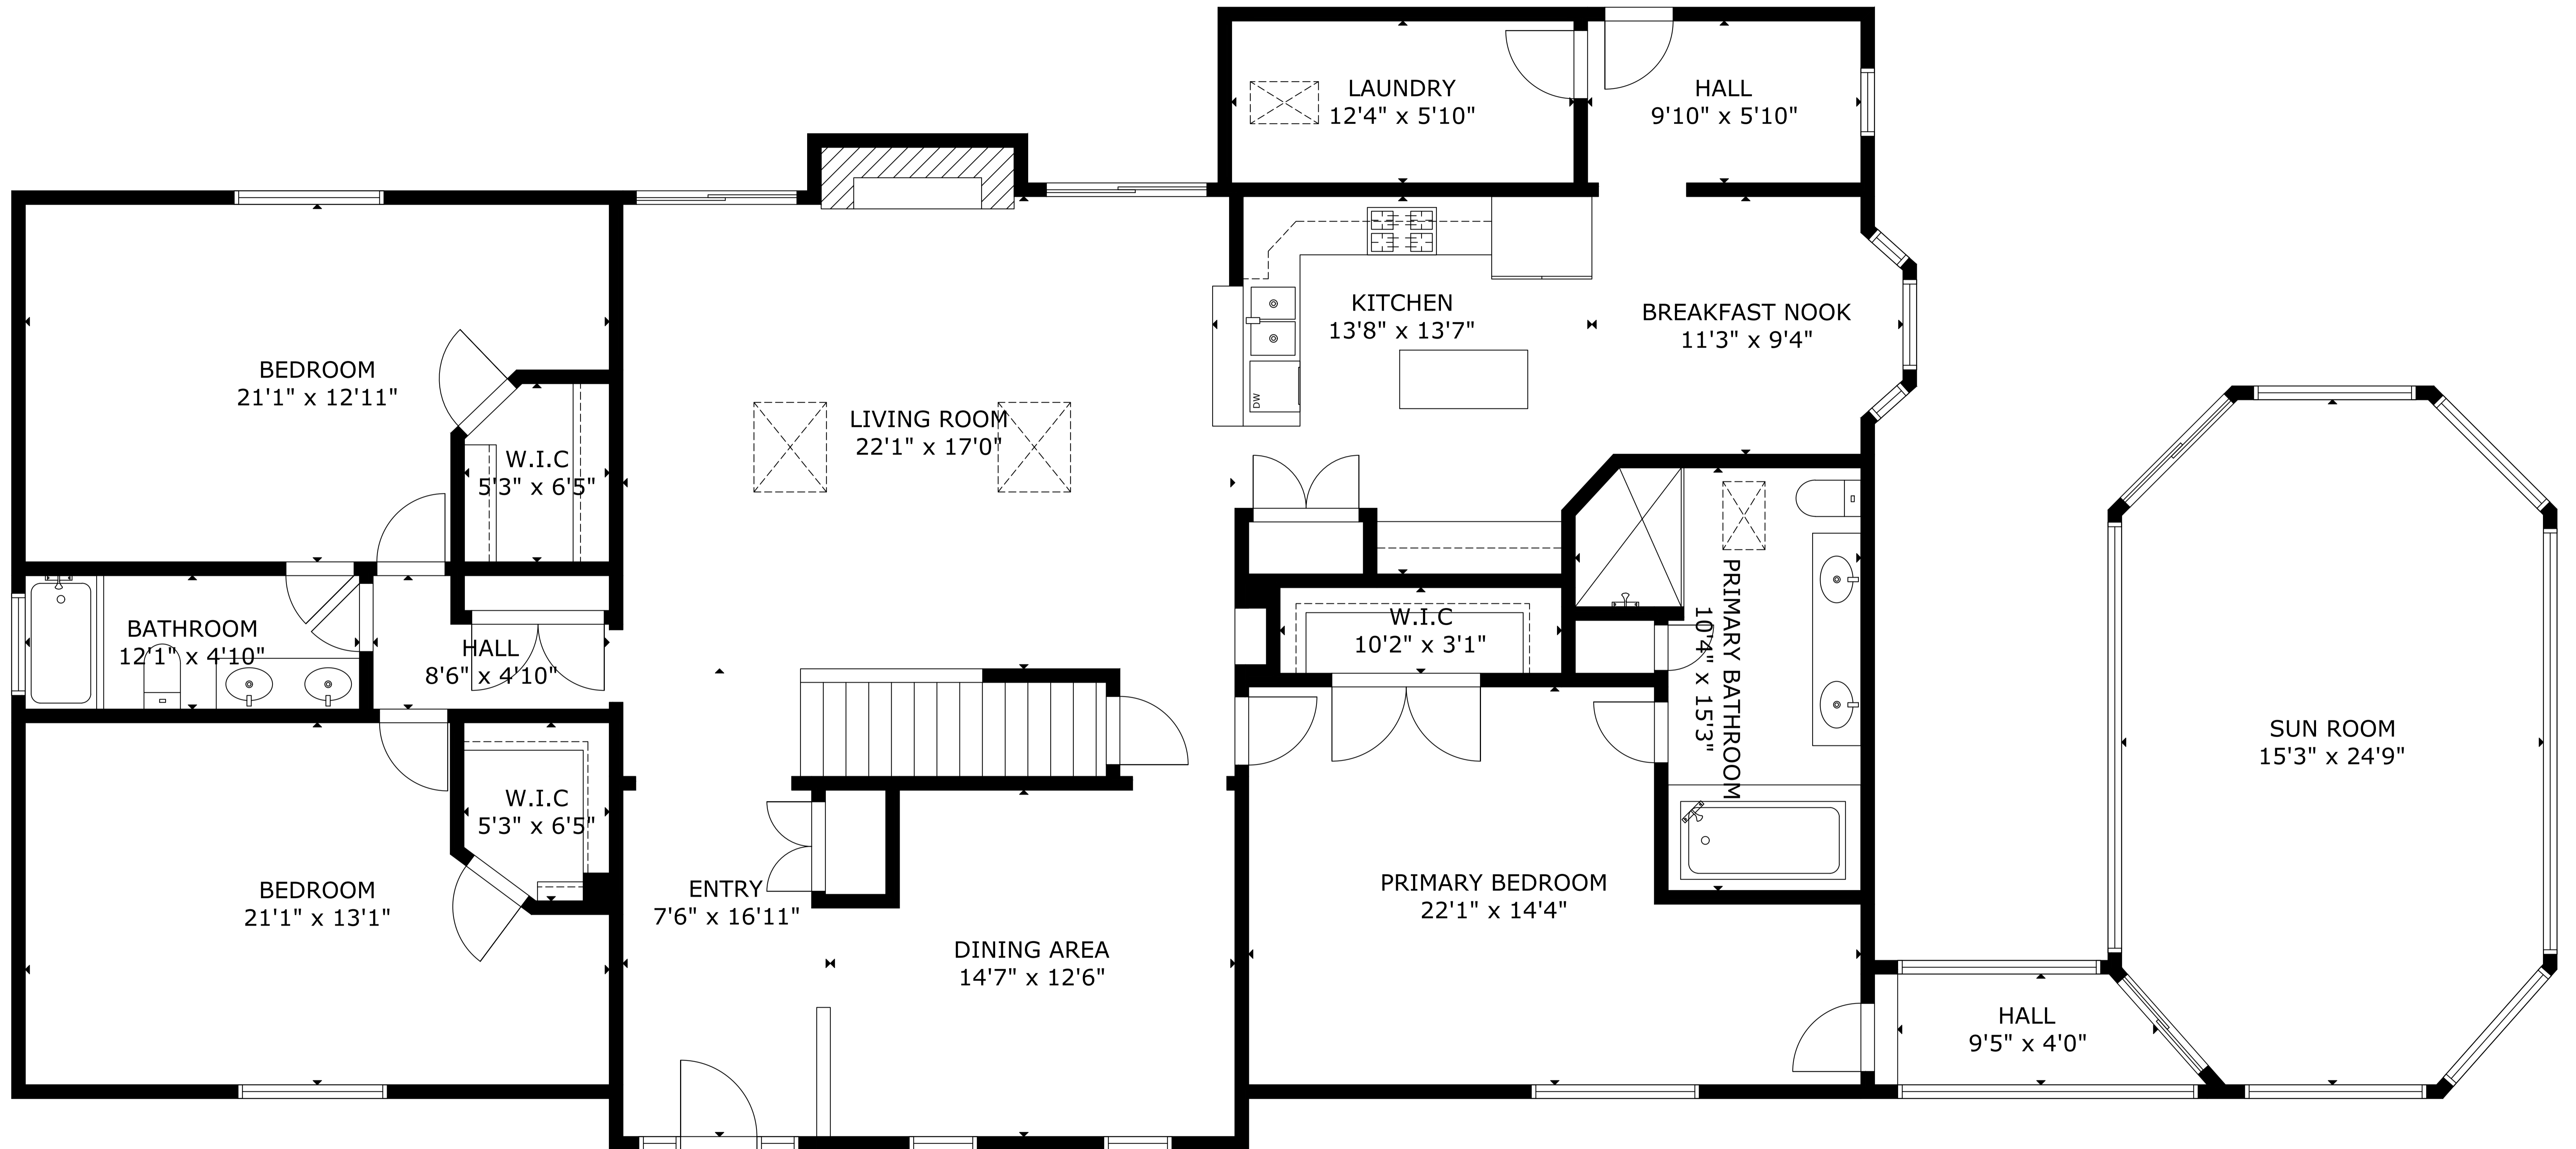 LAUNDRY
12'4" x 5'10"
HALL
9'10" x 5'10"
KITCHEN
13'8" x 13'7"
BREAKFAST NOOK
11'3" x 9'4"
DW
BEDROOM
21'1" x 12'11"
LIVING ROOM
22'1" x 17'0"
W.I.C
5'3" x 6'5"
BATHROOM
12'1" x 4'10"
HALL
8'6" x 4'10"
W.I.C
10'2" x 3'1"
PRIMARY BATHROOM
10'4" x 15'3"
SUN ROOM
15'3" x 24'9"
W.I.C
5'3" x 6'5"
BEDROOM
21'1" x 13'1"
ENTRY
7'6" x 16'11"
PRIMARY BEDROOM
22'1" x 14'4"
DINING AREA
14'7" x 12'6"
HALL
9'5" x 4'0"